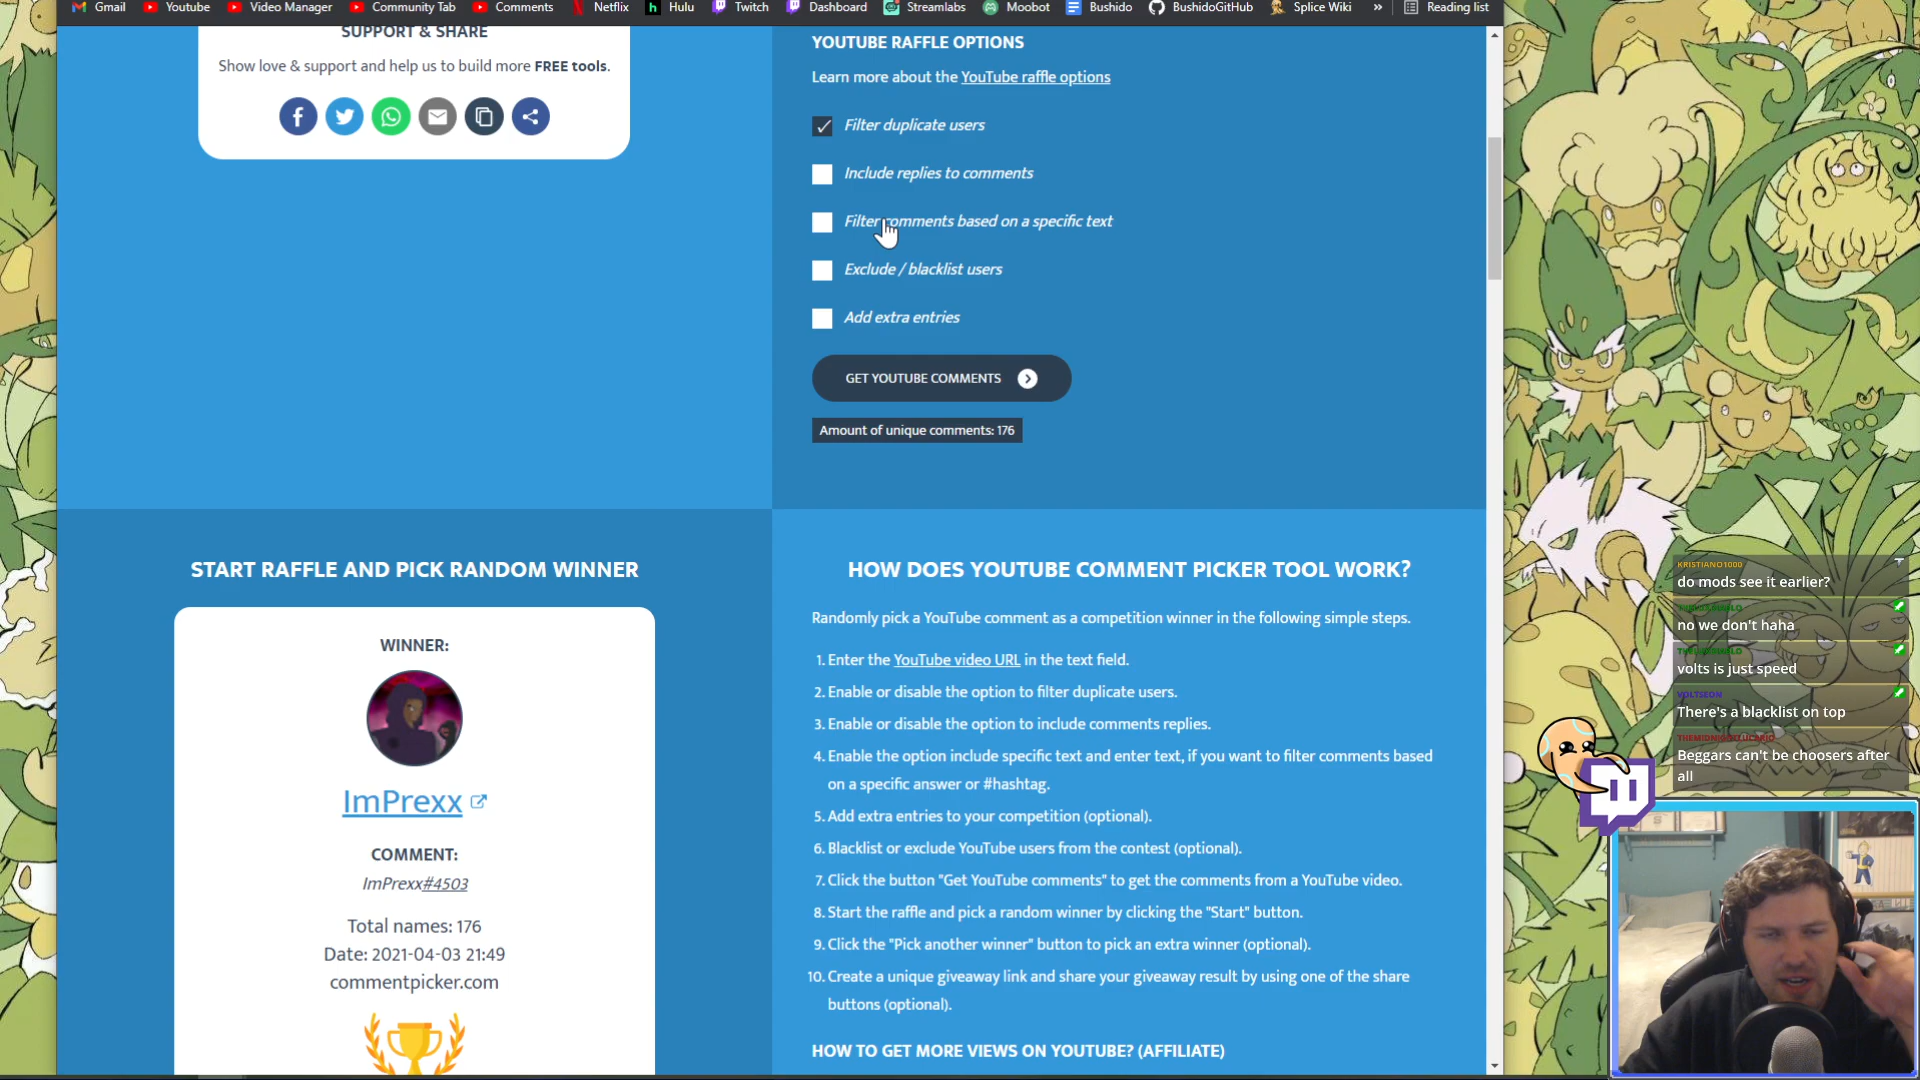 Gmail Youtube Video Manager Community Tab Comments Netflix Hulu Twitch Dashboard Streamlabs Moobot Bushido BushidoGitHub Splice Wiki » Reading list
SUPPORT & SHARE
Show love & support and help us to build more FREE tools.
YOUTUBE RAFFLE OPTIONS
Learn more about the YouTube raffle options
Filter duplicate users
Include replies to comments
Filter comments based on a specific text
Exclude / blacklist users
Add extra entries
GET YOUTUBE COMMENTS
Amount of unique comments: 176
START RAFFLE AND PICK RANDOM WINNER
WINNER:
ImPrexx
COMMENT:
ImPrexx#4503
Total names: 176
Date: 2021-04-03 21:49
commentpicker.com
HOW DOES YOUTUBE COMMENT PICKER TOOL WORK?
Randomly pick a YouTube comment as a competition winner in the following simple steps.
1. Enter the YouTube video URL in the text field.
2. Enable or disable the option to filter duplicate users.
3. Enable or disable the option to include comments replies.
4. Enable the option include specific text and enter text, if you want to filter comments based
on a specific answer or #hashtag.
5. Add extra entries to your competition (optional).
6. Blacklist or exclude YouTube users from the contest (optional).
7. Click the button "Get YouTube comments" to get the comments from a YouTube video.
8. Start the raffle and pick a random winner by clicking the "Start" button.
9. Click the "Pick another winner" button to pick an extra winner (optional).
10. Create a unique giveaway link and share your giveaway result by using one of the share
buttons (optional).
HOW TO GET MORE VIEWS ON YOUTUBE? (AFFILIATE)
KRISTIANO1000
do mods see it earlier?
no we don't haha
volts is just speed
VOLTSEON
There's a blacklist on top
Beggars can't be choosers after
all